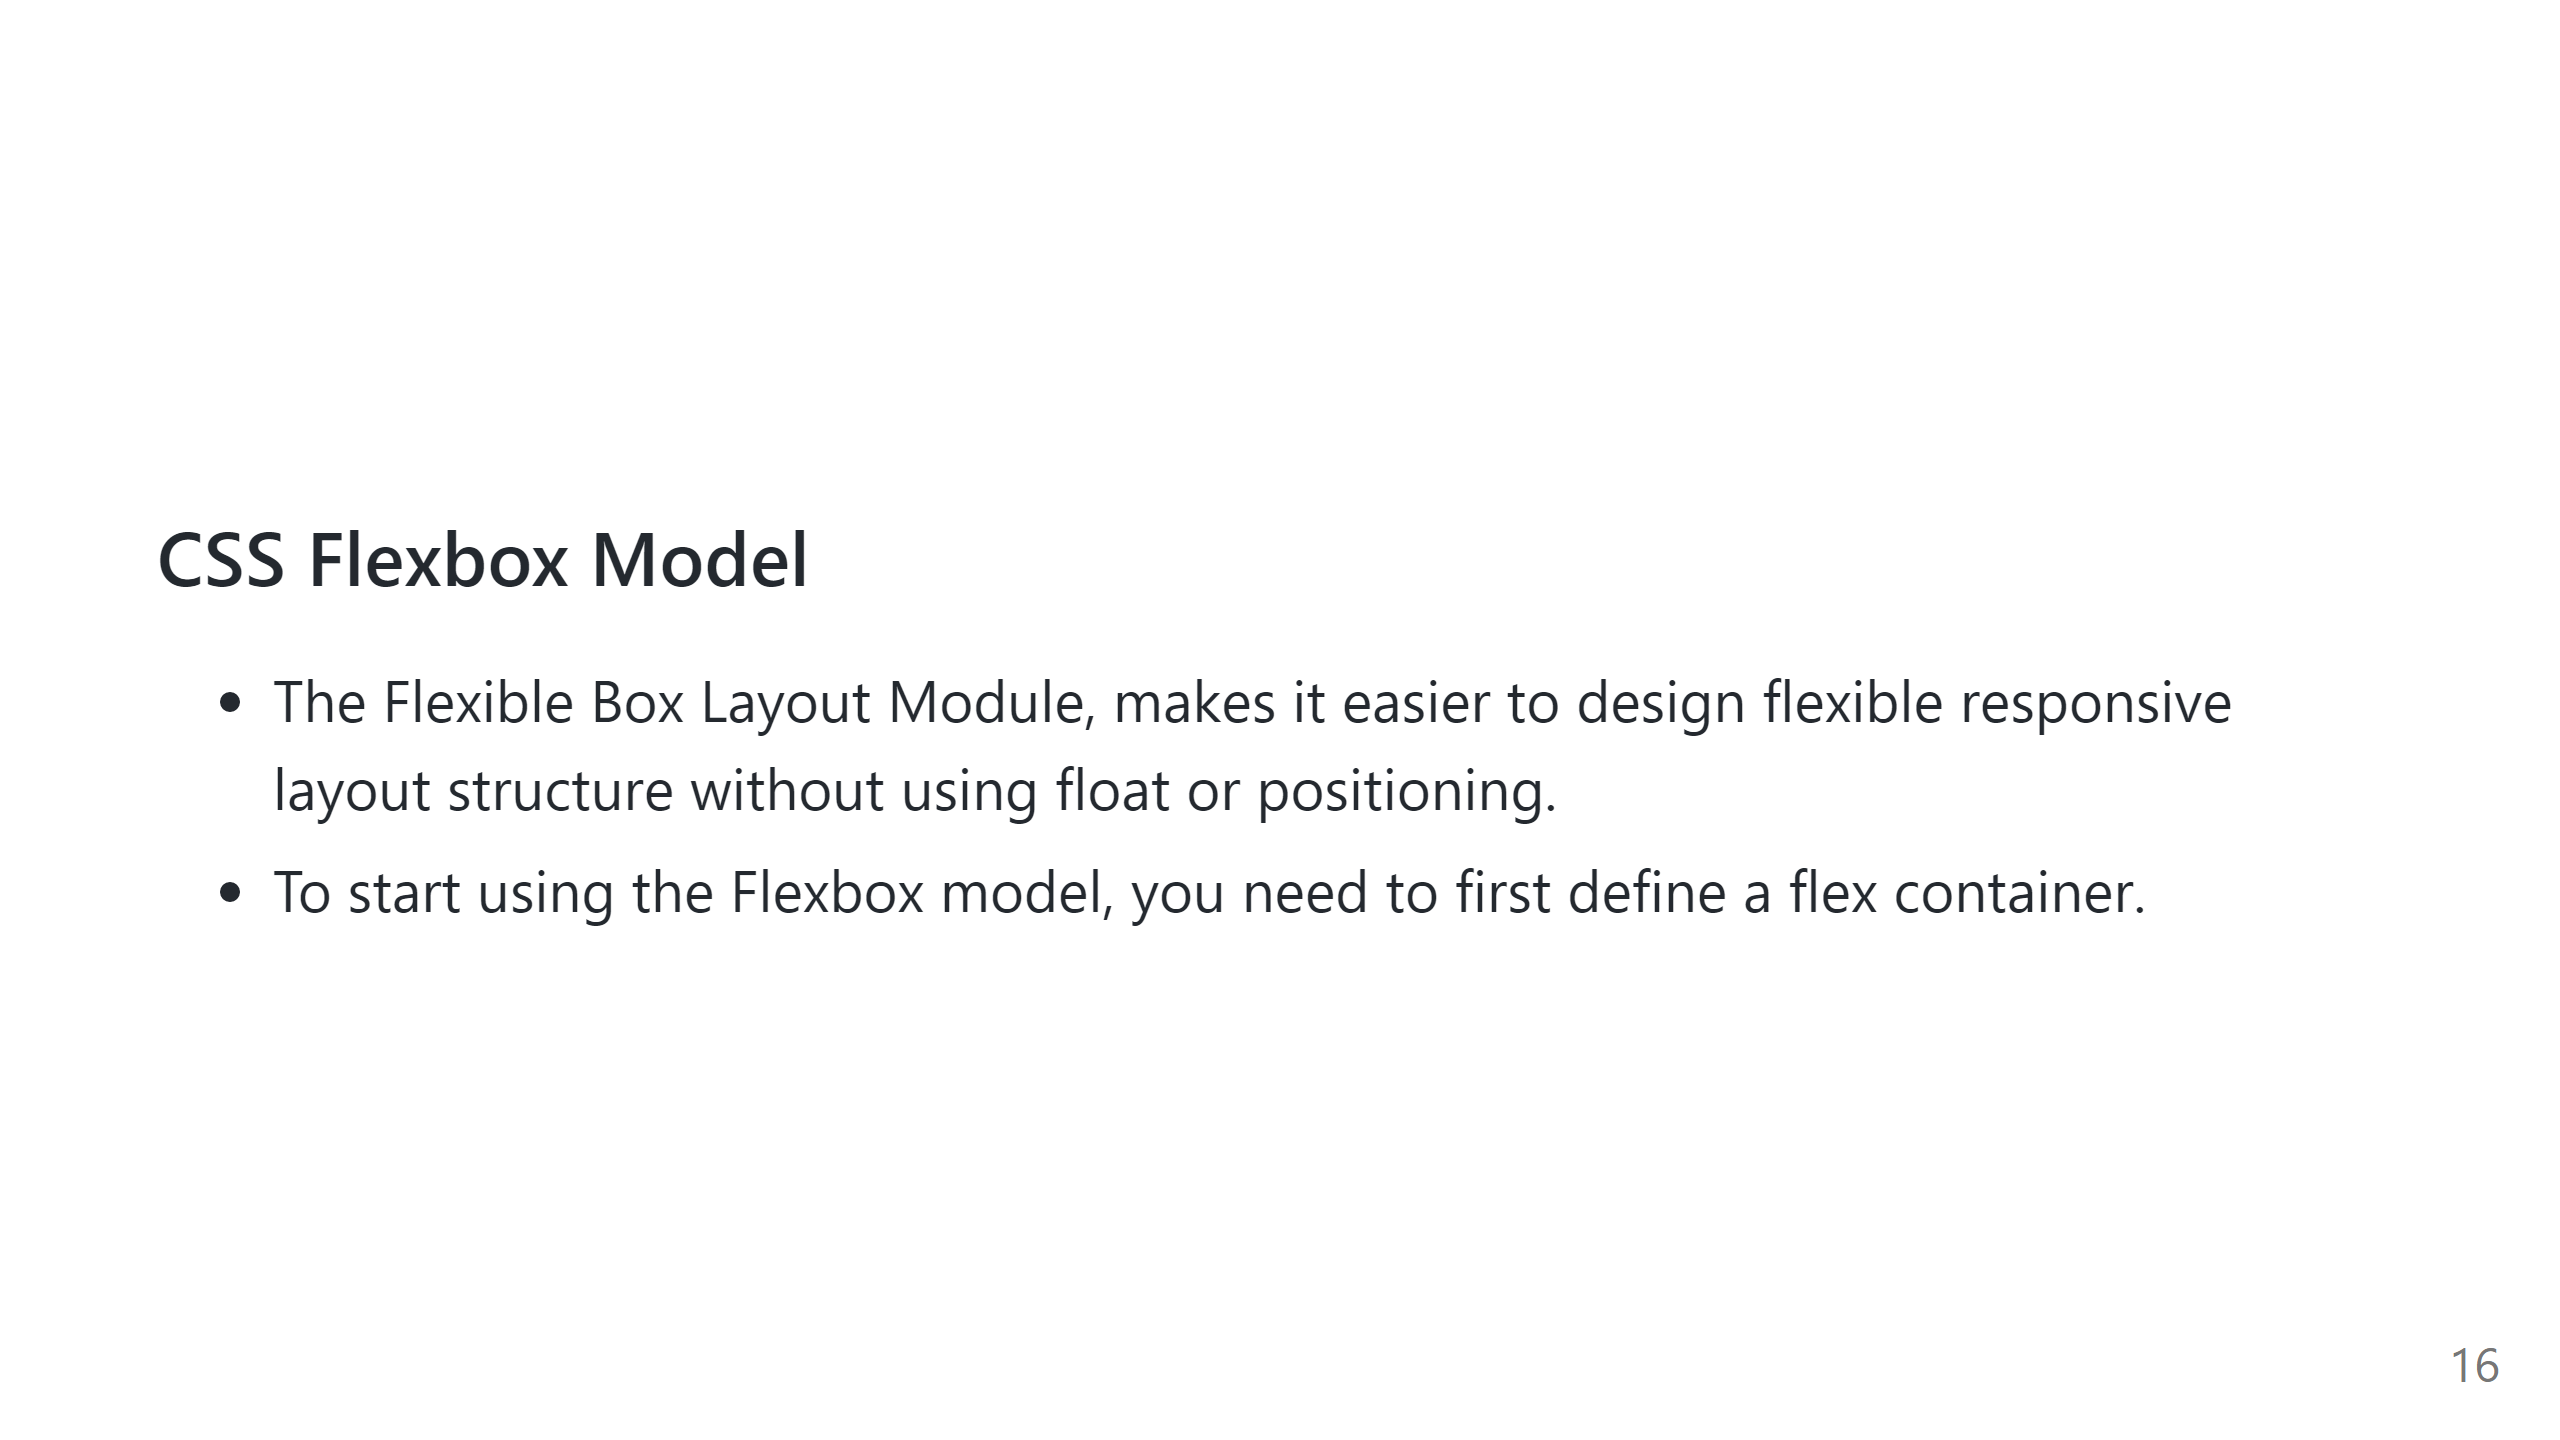 CSS Flexbox Model
• The Flexible Box Layout Module, makes it easier to design flexible responsive
layout structure without using float or positioning.
• To start using the Flexbox model, you need to first define a flex container.
16